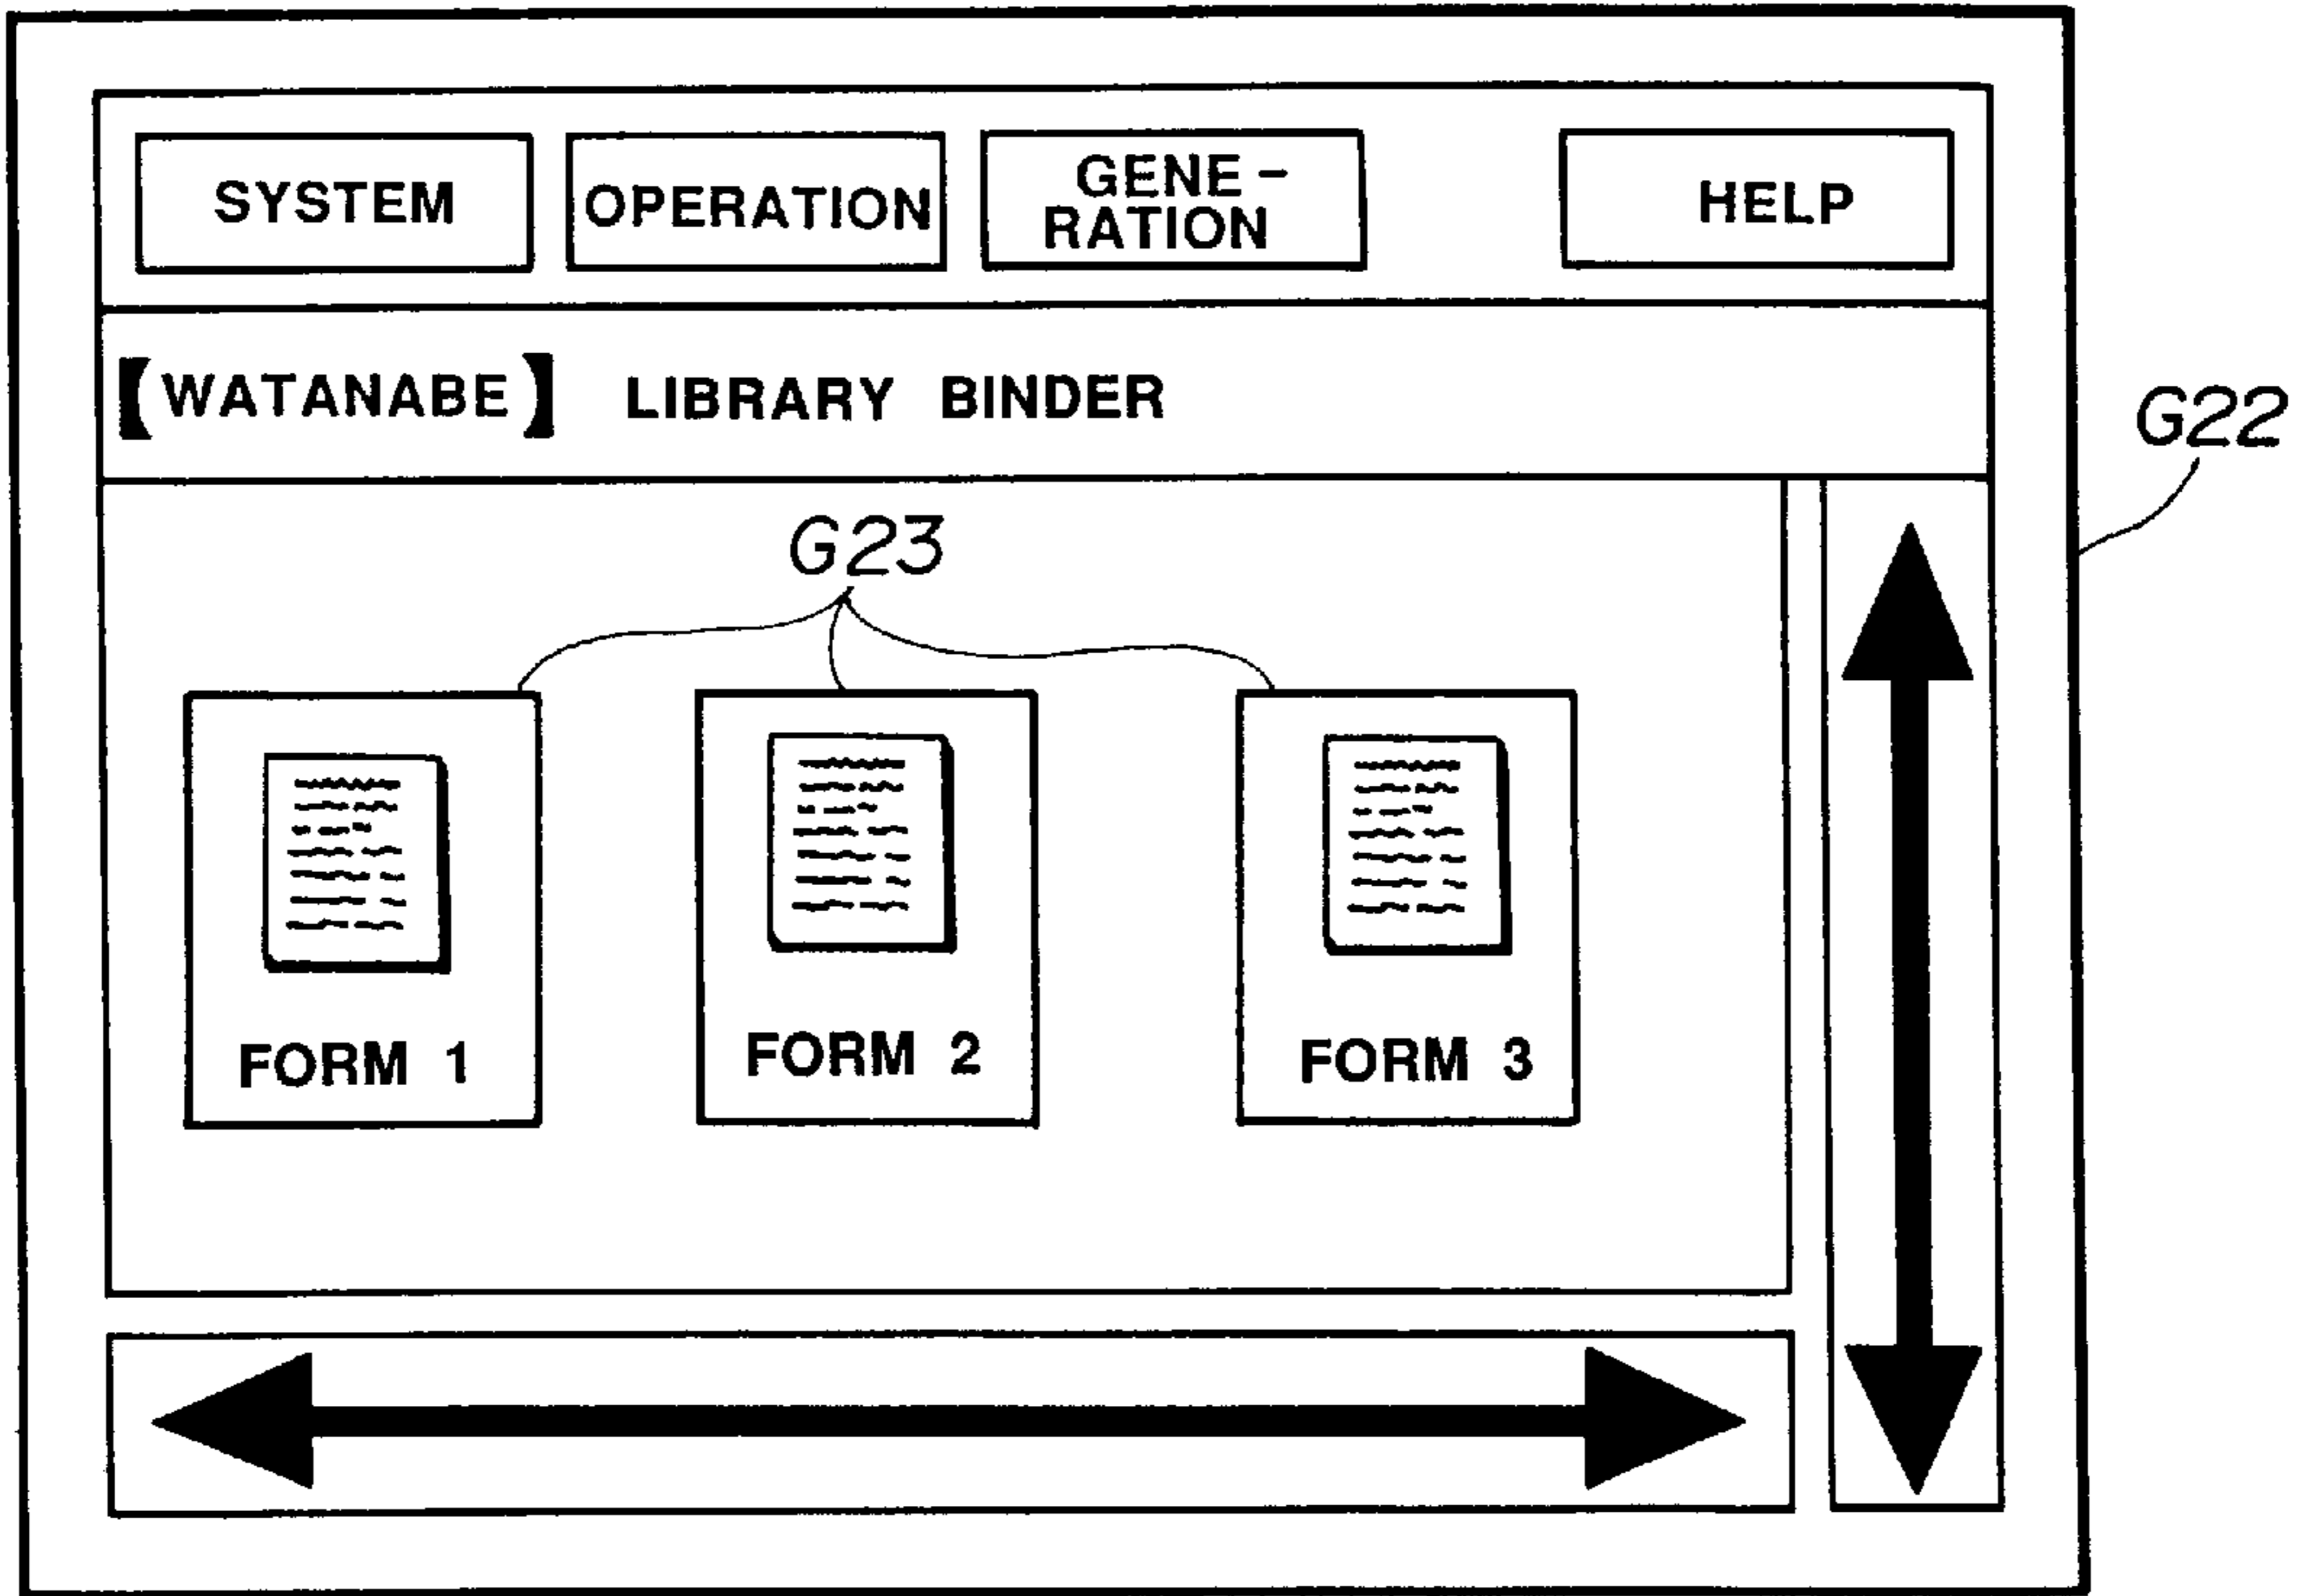 SYSTEM
OPERATION
GENE-
RATION
HELP
【WATANABE】 LIBRARY BINDER
G22
G23
FORM 1
FORM 2
FORM 3